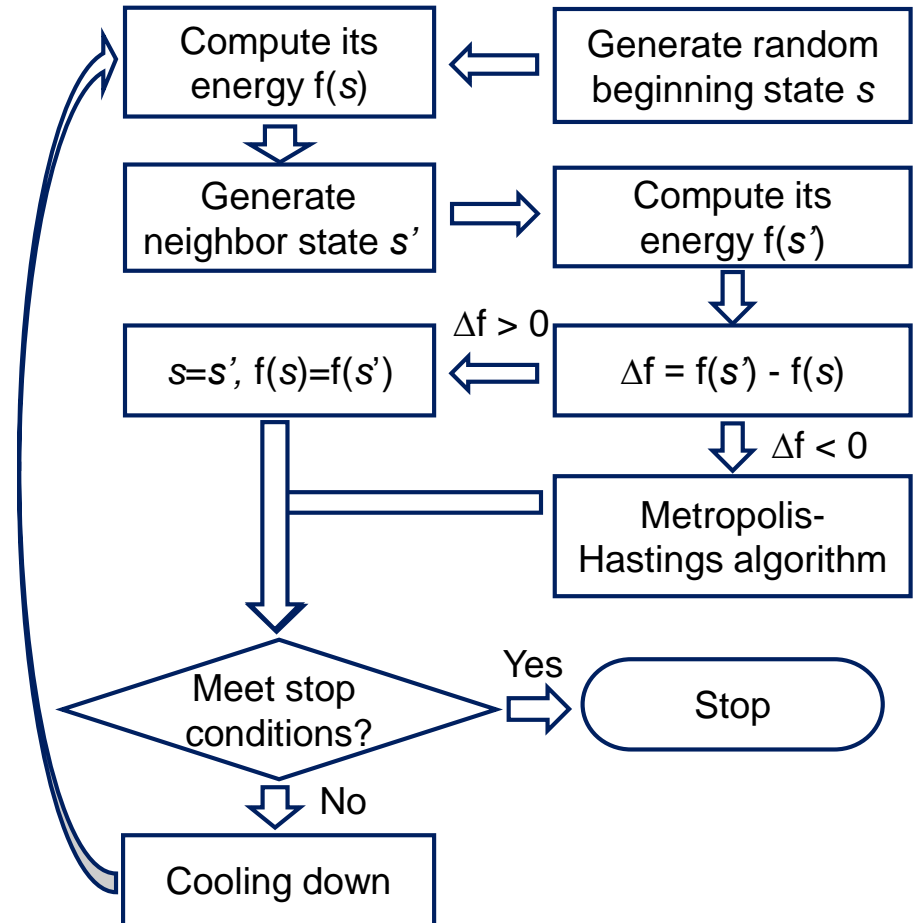 Compute its
energy f(s)
Generate random
beginning state s
Generate
neighbor state s’
Compute its
energy f(s’)
Δf > 0
s=s’, f(s)=f(s’)
Δf = f(s’) - f(s)
Δf < 0
Metropolis-
Hastings algorithm
Meet stop
conditions?
Yes
Stop
No
Cooling down